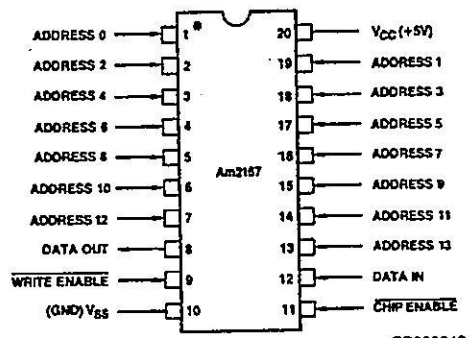 ADDRESS 0 1 20 VCC (+5V)
ADDRESS 2 2 19 ADDRESS 1
ADDRESS 4 3 18 ADDRESS 3
ADDRESS 6 4 17 ADDRESS 5
ADDRESS 8 5 16 ADDRESS 7
Am2167
ADDRESS 10 6 15 ADDRESS 9
ADDRESS 12 7 14 ADDRESS 11
DATA OUT 8 13 ADDRESS 13
WRITE ENABLE 9 12 DATA IN
(GND) VSS 10 11 CHIP ENABLE